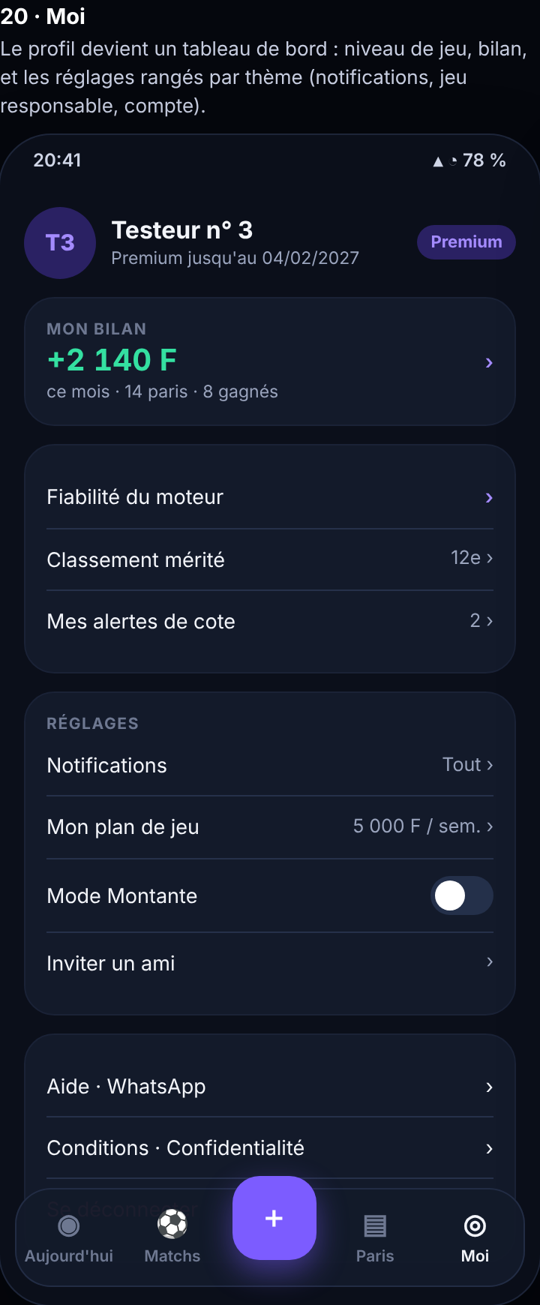 20 · Moi
Le profil devient un tableau de bord : niveau de jeu, bilan,
et les réglages rangés par thème (notifications, jeu
responsable, compte).
20:41
78 %
T3
Testeur n° 3
Premium jusqu'au 04/02/2027
Premium
MON BILAN
+2 140 F
ce mois · 14 paris · 8 gagnés
›
Fiabilité du moteur ›
Classement mérité 12e ›
Mes alertes de cote 2 ›
RÉGLAGES
Notifications Tout ›
Mon plan de jeu 5 000 F / sem. ›
Mode Montante
Inviter un ami ›
Aide · WhatsApp ›
Conditions · Confidentialité ›
Se déconnecter
+
Aujourd'hui Matchs Paris Moi